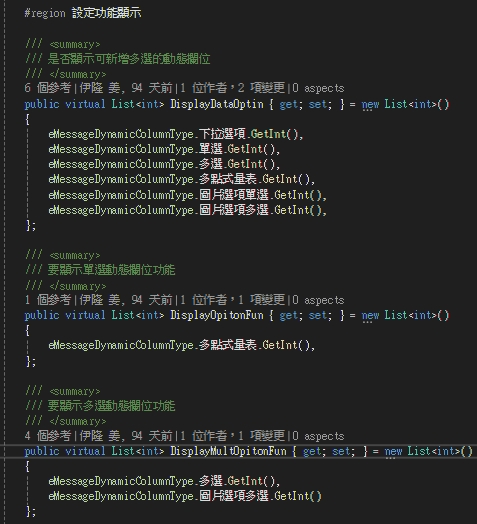 #region 設定功能顯示
/// <summary>
/// 是否顯示可新增多選的動態欄位
/// </summary>
6 個參考|伊隆 美, 94 天前|1 位作者，2 項變更|0 aspects
public virtual List<int> DisplayDataOptin { get; set; } = new List<int>()
{
eMessageDynamicColumnType.下拉選項.GetInt(),
eMessageDynamicColumnType.單選.GetInt(),
eMessageDynamicColumnType.多選.GetInt(),
eMessageDynamicColumnType.多點式量表.GetInt(),
eMessageDynamicColumnType.圖片選項單選.GetInt(),
eMessageDynamicColumnType.圖片選項多選.GetInt(),
};
/// <summary>
/// 要顯示單選動態欄位功能
/// </summary>
1 個參考|伊隆 美, 94 天前|1 位作者，1 項變更|0 aspects
public virtual List<int> DisplayOpitonFun { get; set; } = new List<int>()
{
eMessageDynamicColumnType.多點式量表.GetInt(),
};
/// <summary>
/// 要顯示多選動態欄位功能
/// </summary>
4 個參考|伊隆 美, 94 天前|1 位作者，1 項變更|0 aspects
public virtual List<int> DisplayMultOpitonFun { get; set; } = new List<int>()
{
eMessageDynamicColumnType.多選.GetInt(),
eMessageDynamicColumnType.圖片選項多選.GetInt()
};